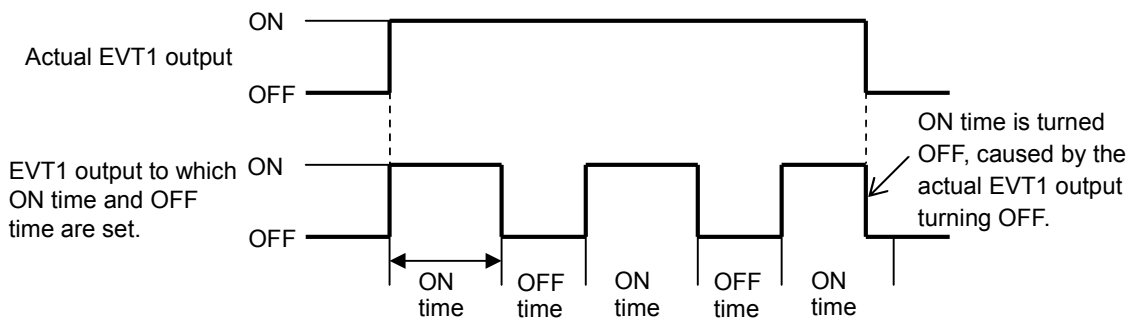 ON
Actual EVT1 output
OFF
EVT1 output to which
ON time and OFF
time are set.
ON
OFF
ON time is turned
OFF, caused by the
actual EVT1 output
turning OFF.
ON
time
OFF
time
ON
time
OFF
time
ON
time